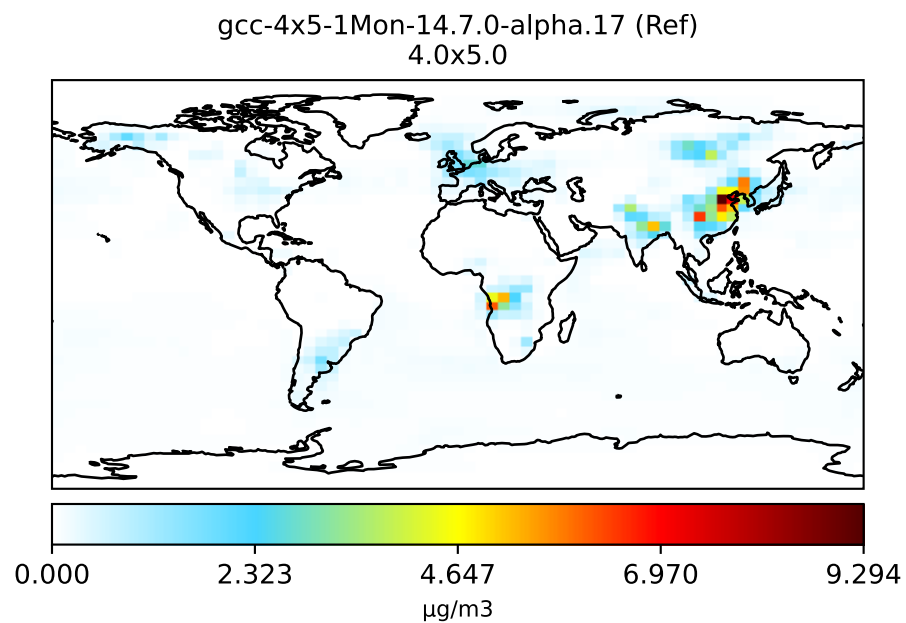 gcc-4x5-1Mon-14.7.0-alpha.17 (Ref)
4.0x5.0
0.000 2.323 4.647 6.970 9.294
μg/m3